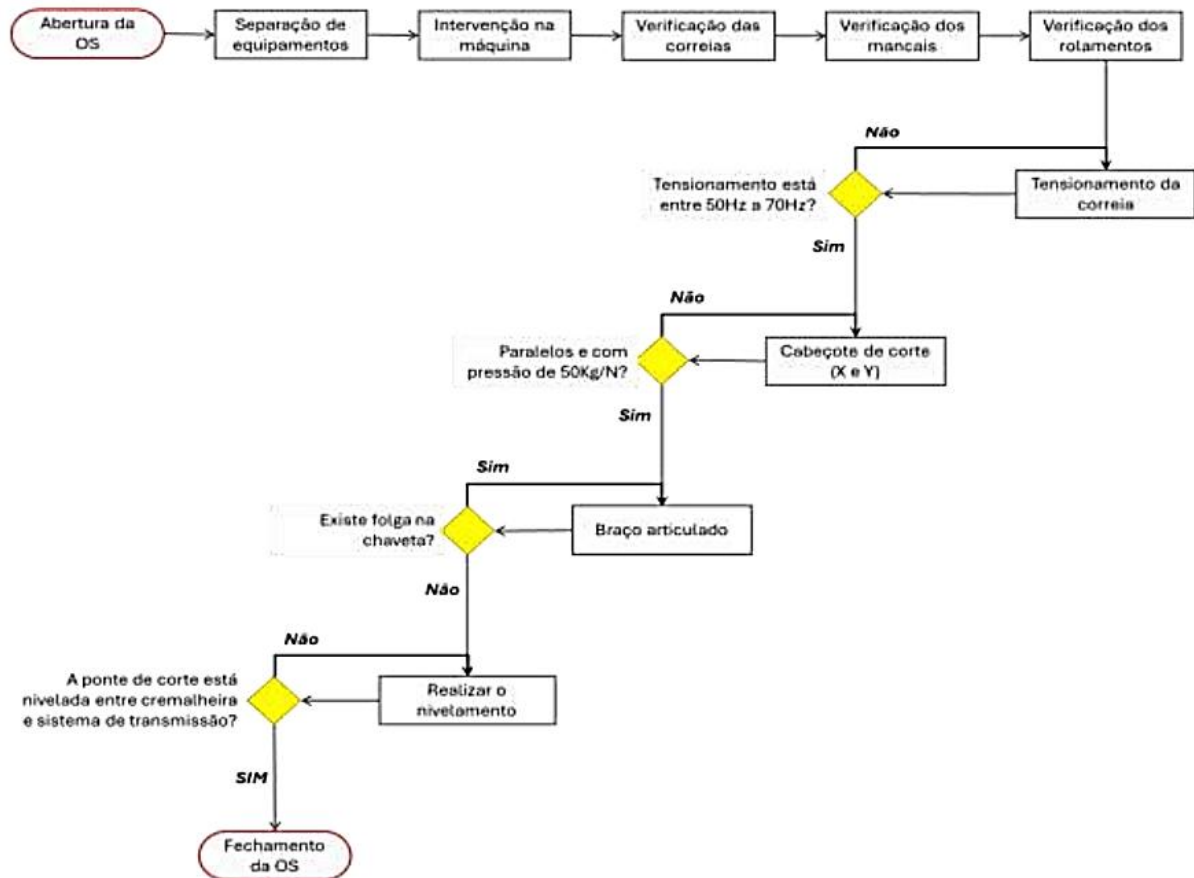 Abertura da
OS
Separação de
equipamentos
Intervenção na
máquina
Verificação das
correias
Verificação dos
mancais
Verificação dos
rolamentos
Não
Tensionamento está
entre 50Hz a 70Hz?
Tensionamento da
correia
Sim
Não
Paralelos e com
pressão de 50Kg/N?
Cabeçote de corte
(X e Y)
Sim
Sim
Existe folga na
chaveta?
Braço articulado
Não
Não
A ponte de corte está
nivelada entre cremalheira
e sistema de transmissão?
Realizar o
nivelamento
SIM
Fechamento
da OS